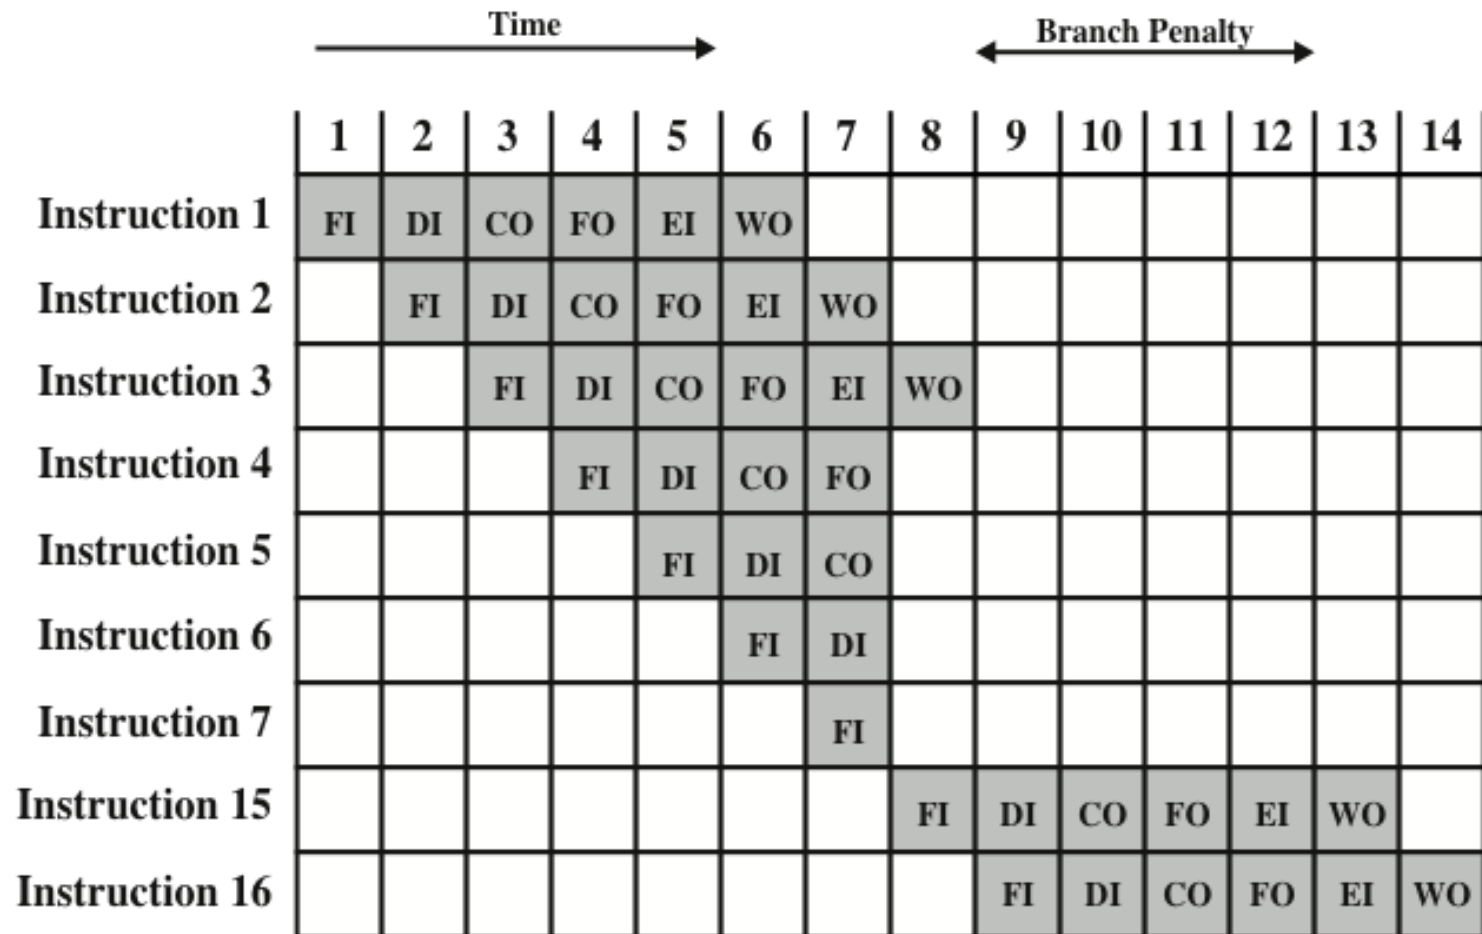 Time Branch Penalty
1 2 3 4 5 6 7 8 9 10 11 12 13 14
Instruction 1 FI DI CO FO EI WO
Instruction 2 FI DI CO FO EI WO
Instruction 3 FI DI CO FO EI WO
Instruction 4 FI DI CO FO
Instruction 5 FI DI CO
Instruction 6 FI DI
Instruction 7 FI
Instruction 15 FI DI CO FO EI WO
Instruction 16 FI DI CO FO EI WO